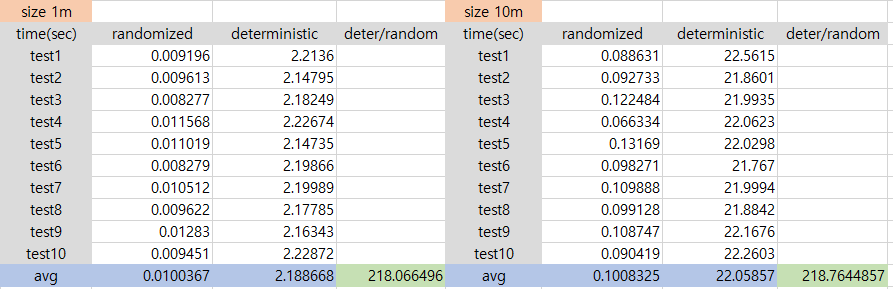 size 1m size 10m
time(sec) randomized deterministic deter/random time(sec) randomized deterministic deter/random
test1 0.009196 2.2136 test1 0.088631 22.5615
test2 0.009613 2.14795 test2 0.092733 21.8601
test3 0.008277 2.18249 test3 0.122484 21.9935
test4 0.011568 2.22674 test4 0.066334 22.0623
test5 0.011019 2.14735 test5 0.13169 22.0298
test6 0.008279 2.19866 test6 0.098271 21.767
test7 0.010512 2.19989 test7 0.109888 21.9994
test8 0.009622 2.17785 test8 0.099128 21.8842
test9 0.01283 2.16343 test9 0.108747 22.1676
test10 0.009451 2.22872 test10 0.090419 22.2603
avg 0.0100367 2.188668 218.066496 avg 0.1008325 22.05857 218.7644857